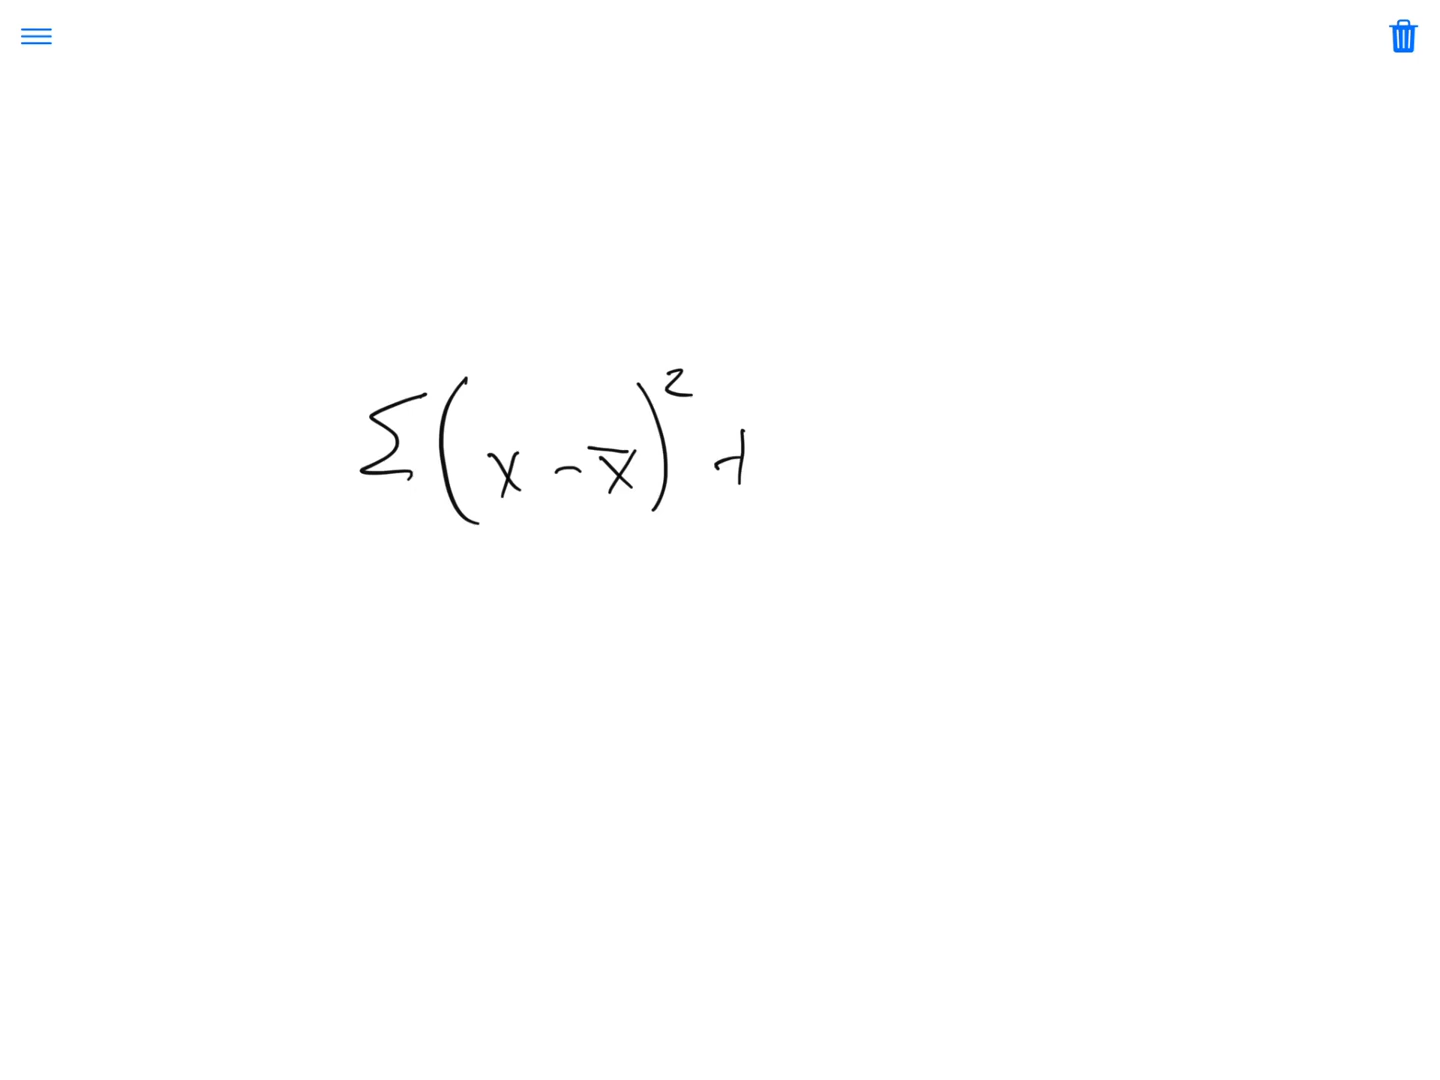 Σ(x - x̄)² +